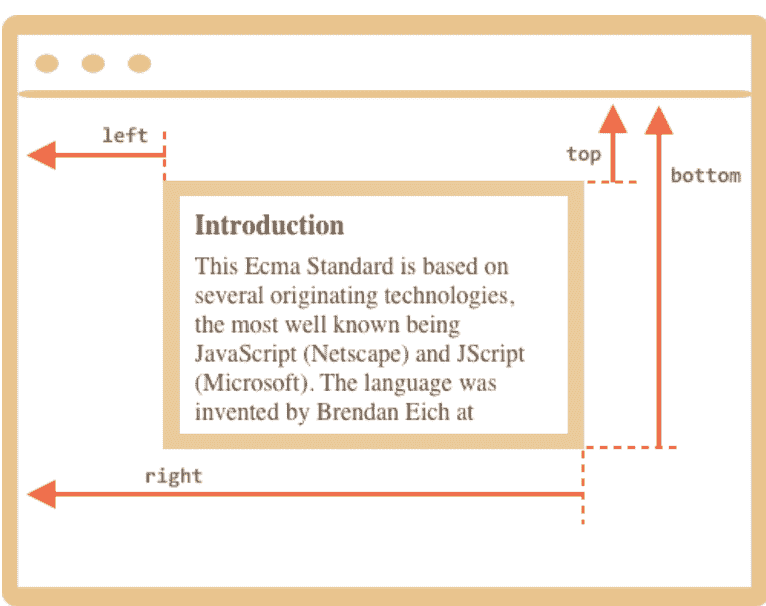 left
top
bottom
Introduction
This Ecma Standard is based on
several originating technologies,
the most well known being
JavaScript (Netscape) and JScript
(Microsoft). The language was
invented by Brendan Eich at
right